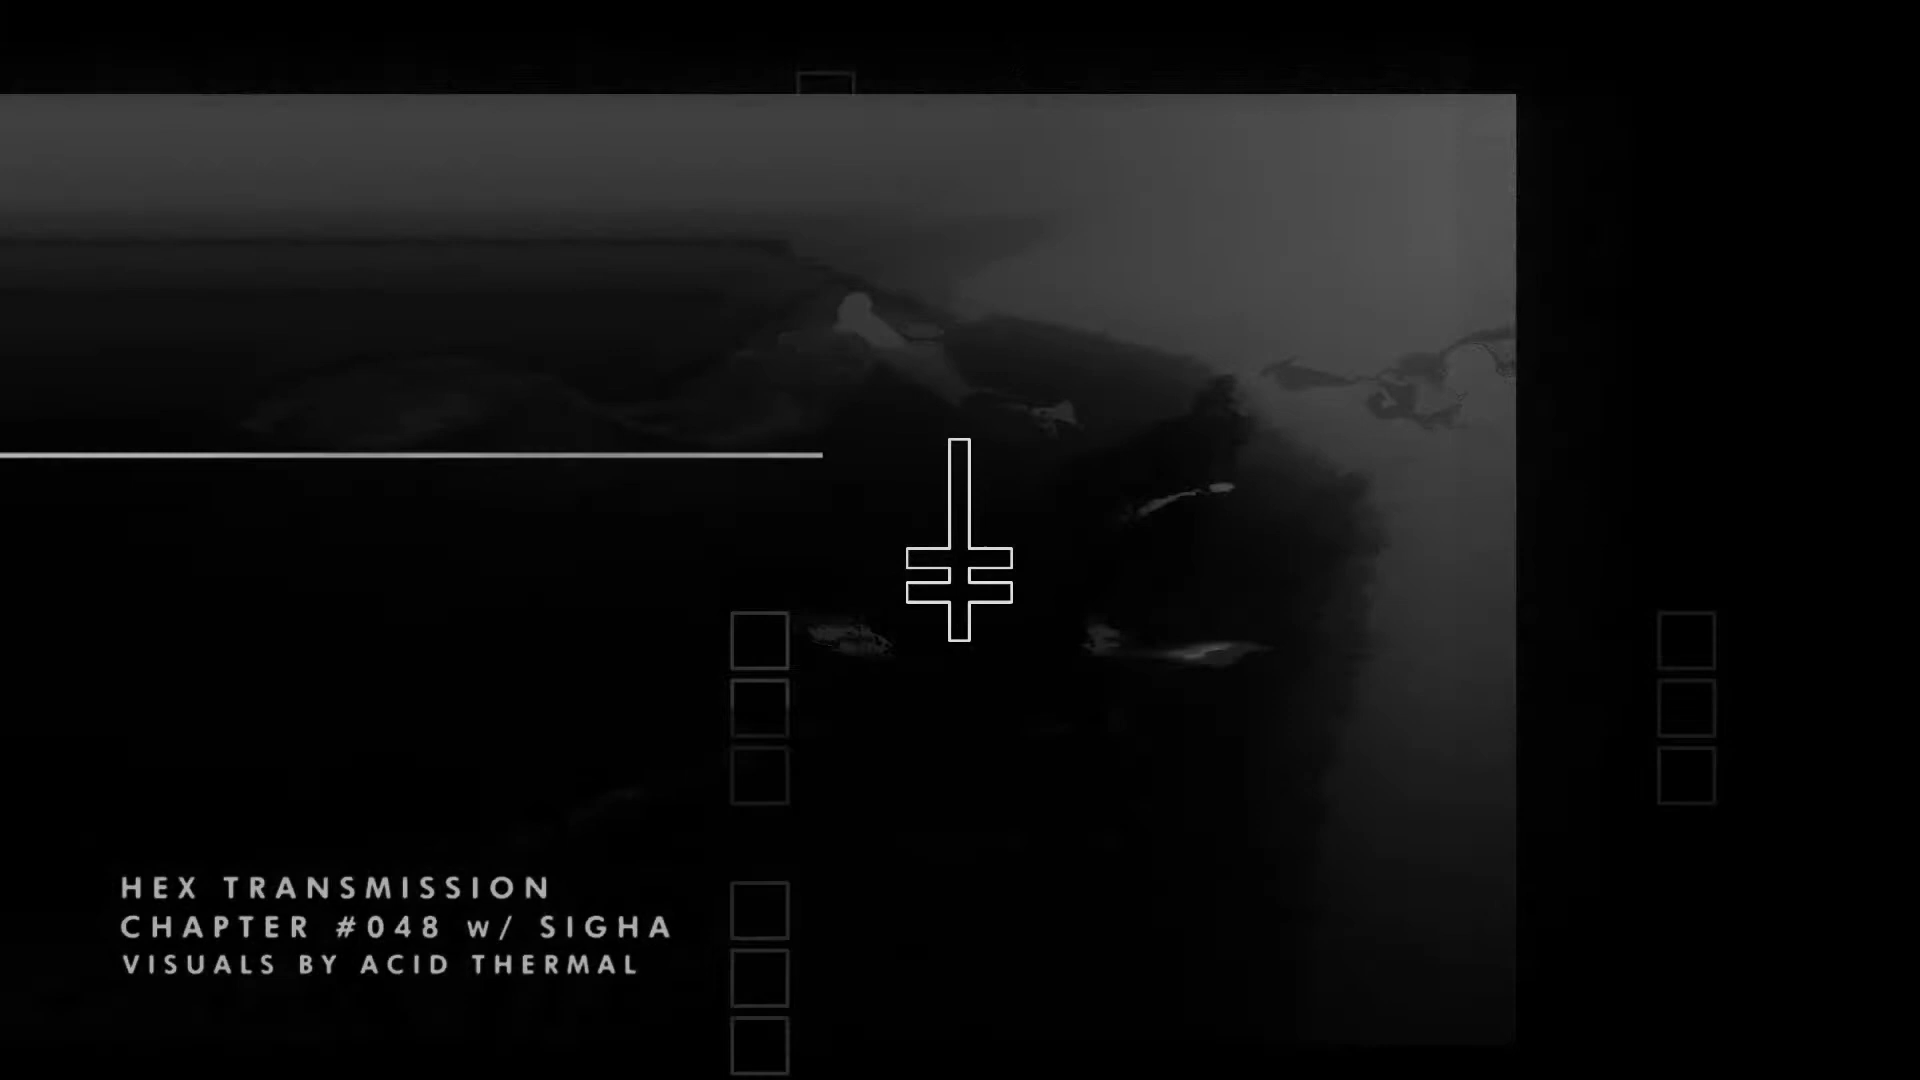 HEX TRANSMISSION
CHAPTER #048 w/ SIGHA
VISUALS BY ACID THERMAL